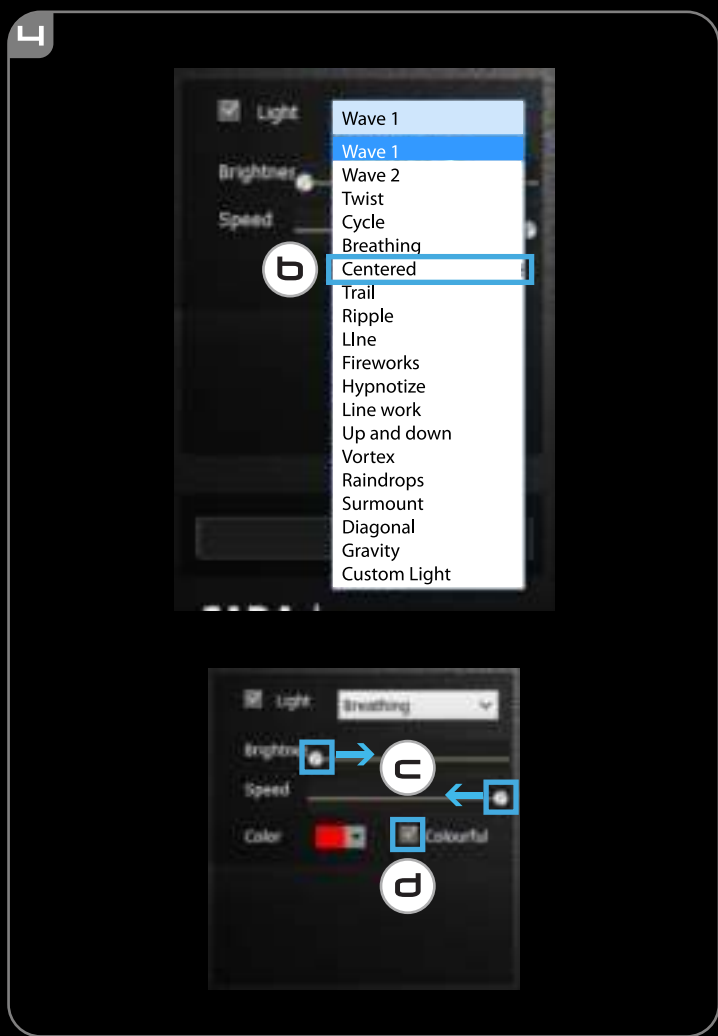 4
Light
Wave 1
Wave 1
Brightnes
Wave 2
Twist
Speed
Cycle
Breathing
b
Centered
Trail
Ripple
LIne
Fireworks
Hypnotize
Line work
Up and down
Vortex
Raindrops
Surmount
Diagonal
Gravity
Custom Light
Light
Breathing
Brightnes
c
Speed
Color
Colourful
d